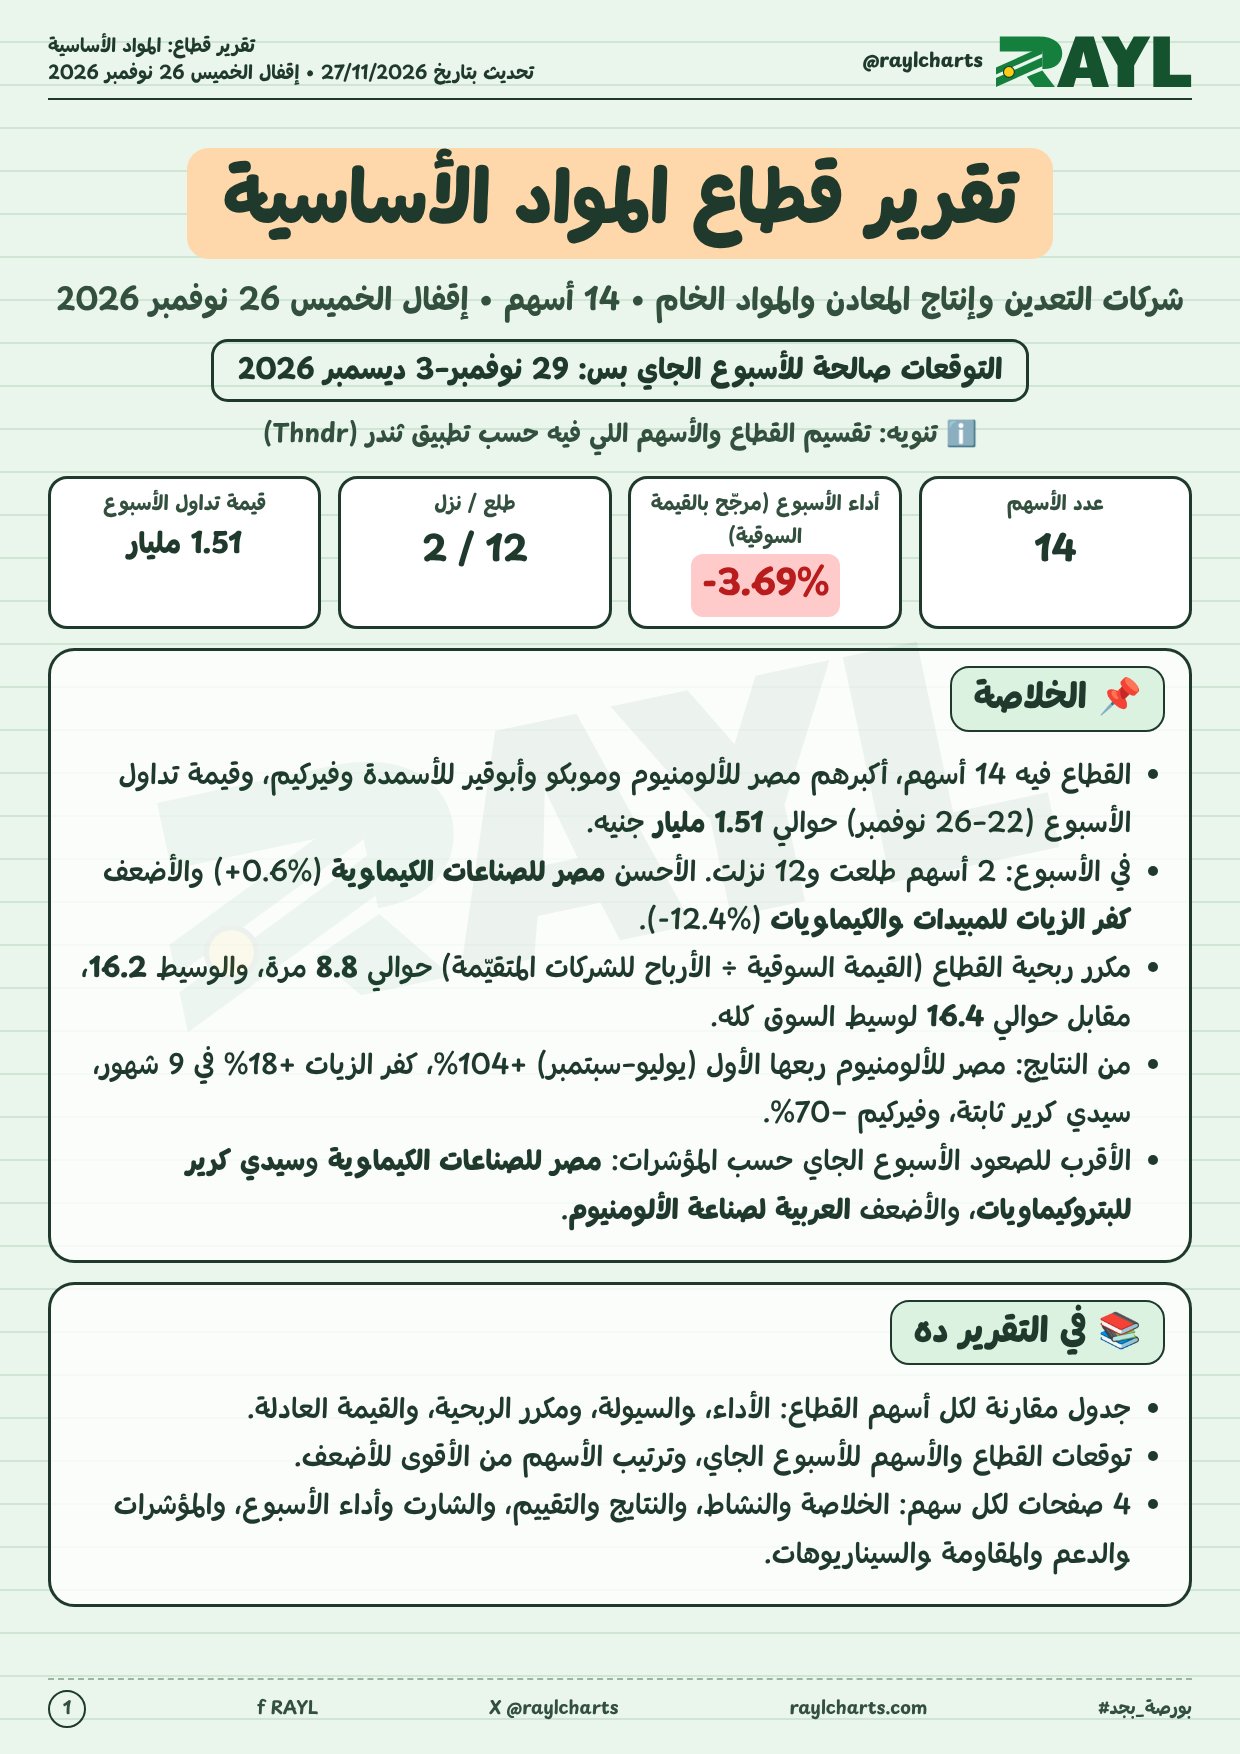 RAYL
@raylcharts
تقرير قطاع: المواد الأساسية
تحديث بتاريخ 27/11/2026 • إقفال الخميس 26 نوفمبر 2026
تقرير قطاع المواد الأساسية
شركات التعدين وإنتاج المعادن والمواد الخام • 14 أسهم • إقفال الخميس 26 نوفمبر 2026
التوقعات صالحة للأسبوع الجاي بس: 29 نوفمبر–3 ديسمبر 2026
ℹ️ تنويه: تقسيم القطاع والأسهم اللي فيه حسب تطبيق ثندر (Thndr)
عدد الأسهم
14
أداء الأسبوع (مرجّح بالقيمة
السوقية)
-3.69%
طلع / نزل
2 / 12
قيمة تداول الأسبوع
1.51 مليار
📌 الخلاصة
• القطاع فيه 14 أسهم، أكبرهم مصر للألومنيوم وموبكو وأبوقير للأسمدة وفيركيم، وقيمة تداول
الأسبوع (22–26 نوفمبر) حوالي 1.51 مليار جنيه.
• في الأسبوع: 2 أسهم طلعت و12 نزلت. الأحسن مصر للصناعات الكيماوية (+0.6%) والأضعف
كفر الزيات للمبيدات والكيماويات (-12.4%).
• مكرر ربحية القطاع (القيمة السوقية ÷ الأرباح للشركات المتقيّمة) حوالي 8.8 مرة، والوسيط 16.2،
مقابل حوالي 16.4 لوسيط السوق كله.
• من النتايج: مصر للألومنيوم ربعها الأول (يوليو–سبتمبر) +104%، كفر الزيات +18% في 9 شهور،
سيدي كرير ثابتة، وفيركيم –70%.
• الأقرب للصعود الأسبوع الجاي حسب المؤشرات: مصر للصناعات الكيماوية وسيدي كرير
للبتروكيماويات، والأضعف العربية لصناعة الألومنيوم.
📚 في التقرير ده
• جدول مقارنة لكل أسهم القطاع: الأداء، والسيولة، ومكرر الربحية، والقيمة العادلة.
• توقعات القطاع والأسهم للأسبوع الجاي، وترتيب الأسهم من الأقوى للأضعف.
• 4 صفحات لكل سهم: الخلاصة والنشاط، والنتايج والتقييم، والشارت وأداء الأسبوع، والمؤشرات
والدعم والمقاومة والسيناريوهات.
#بورصة_بجد
raylcharts.com
X @raylcharts
f RAYL
1